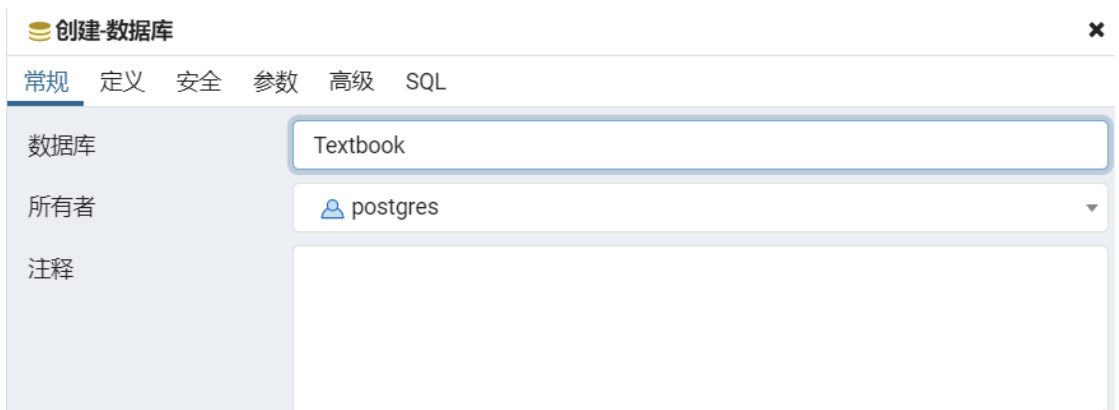 创建-数据库
常规 定义 安全 参数 高级 SQL
数据库 Textbook
所有者 postgres
注释